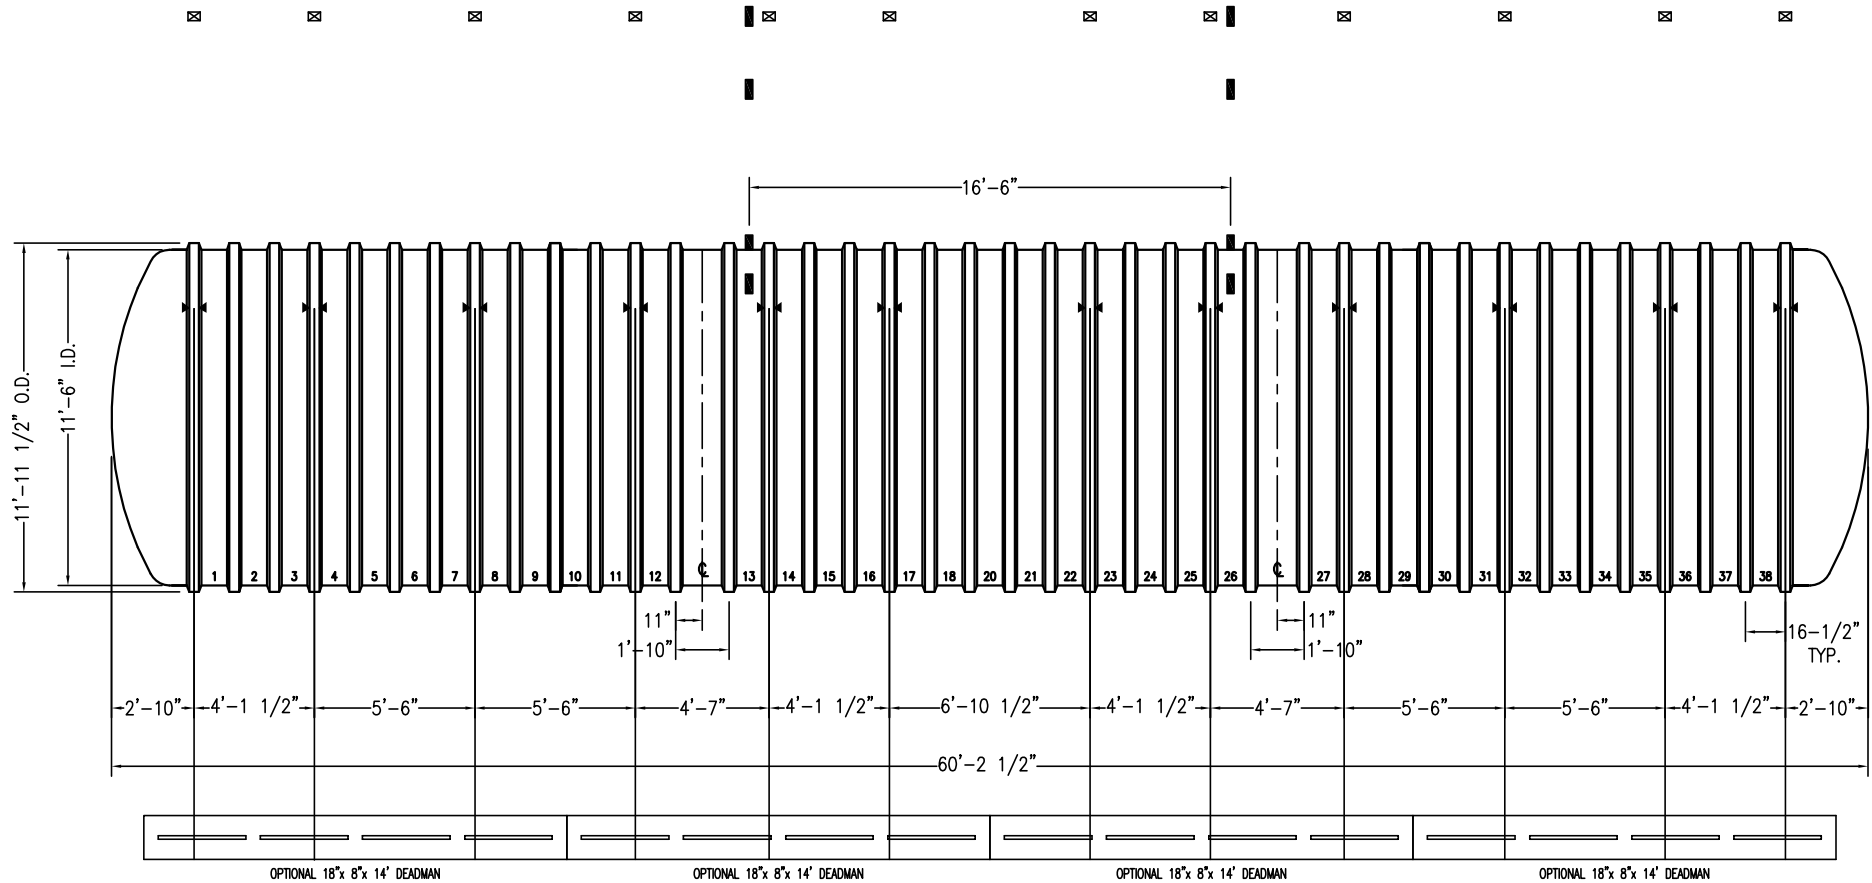 16'-6"
11'-11 1/2" O.D.
11'-6" I.D.
1 2 3 4 5 6 7 8 9 10 11 12 ℄ 13 14 15 16 17 18 20 21 22 23 24 25 26 ℄ 27 28 29 30 31 32 33 34 35 36 37 38
11" 11"
1'-10" 1'-10"
16-1/2"
TYP.
2'-10" 4'-1 1/2" 5'-6" 5'-6" 4'-7" 4'-1 1/2" 6'-10 1/2" 4'-1 1/2" 4'-7" 5'-6" 5'-6" 4'-1 1/2" 2'-10"
60'-2 1/2"
OPTIONAL 18"x 8"x 14' DEADMAN OPTIONAL 18"x 8"x 14' DEADMAN OPTIONAL 18"x 8"x 14' DEADMAN OPTIONAL 18"x 8"x 14' DEADMAN